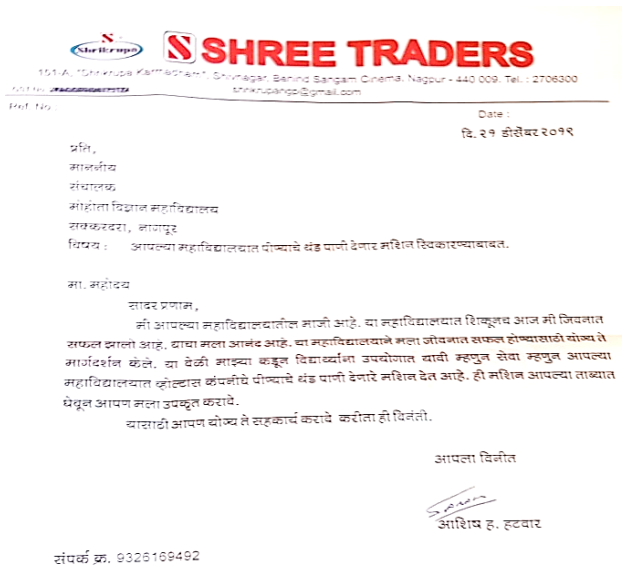 Shrikrupa
SHREE TRADERS
101-A, "Shrikrupa Karmadham", Shivnagar, Behind Sangam Cinema, Nagpur - 440 009. Tel. : 2706300
shrikrupangp@gmail.com
Ref. No. :
Date :
दि. २१ डीसेंबर २०१९
प्रति,
माननीय
संचालक
मोहोता विज्ञान महाविद्यालय
सक्करदरा, नागपूर
विषय : आपल्या महाविद्यालयात पीण्याचे थंड पाणी देणार मशिन स्विकारण्याबाबत.
मा. महोदय
सादर प्रणाम,
मी आपल्या महाविद्यालयातील माजी आहे. या महाविद्यालयात शिकूनच आज मी जिवनात
सफल झालो आहे. याचा मला आनंद आहे. या महाविद्यालयाने मला जीवनात सफल होण्यासाठी योग्य ते
मार्गदर्शन केले. या वेळी माझ्या कडून विद्यार्थ्यांना उपयोगात यावी म्हणुन सेवा म्हणुन आपल्या
महाविद्यालयात व्होल्टास कंपनीचे पीण्याचे थंड पाणी देणारे मशिन देत आहे. ही मशिन आपल्या ताब्यात
घेवून आपण मला उपकृत करावे.
यासाठी आपण योग्य ते सहकार्य करावे करीता ही विनंती.
आपला विनीत
आशिष ह. हटवार
संपर्क क्र. 9326169492